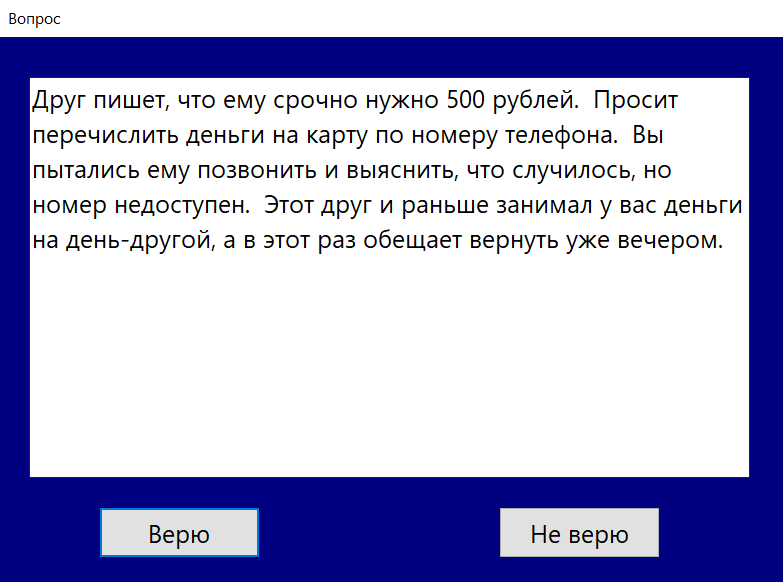 Вопрос
Друг пишет, что ему срочно нужно 500 рублей.  Просит
перечислить деньги на карту по номеру телефона.  Вы
пытались ему позвонить и выяснить, что случилось, но
номер недоступен.  Этот друг и раньше занимал у вас деньги
на день-другой, а в этот раз обещает вернуть уже вечером.
Верю
Не верю